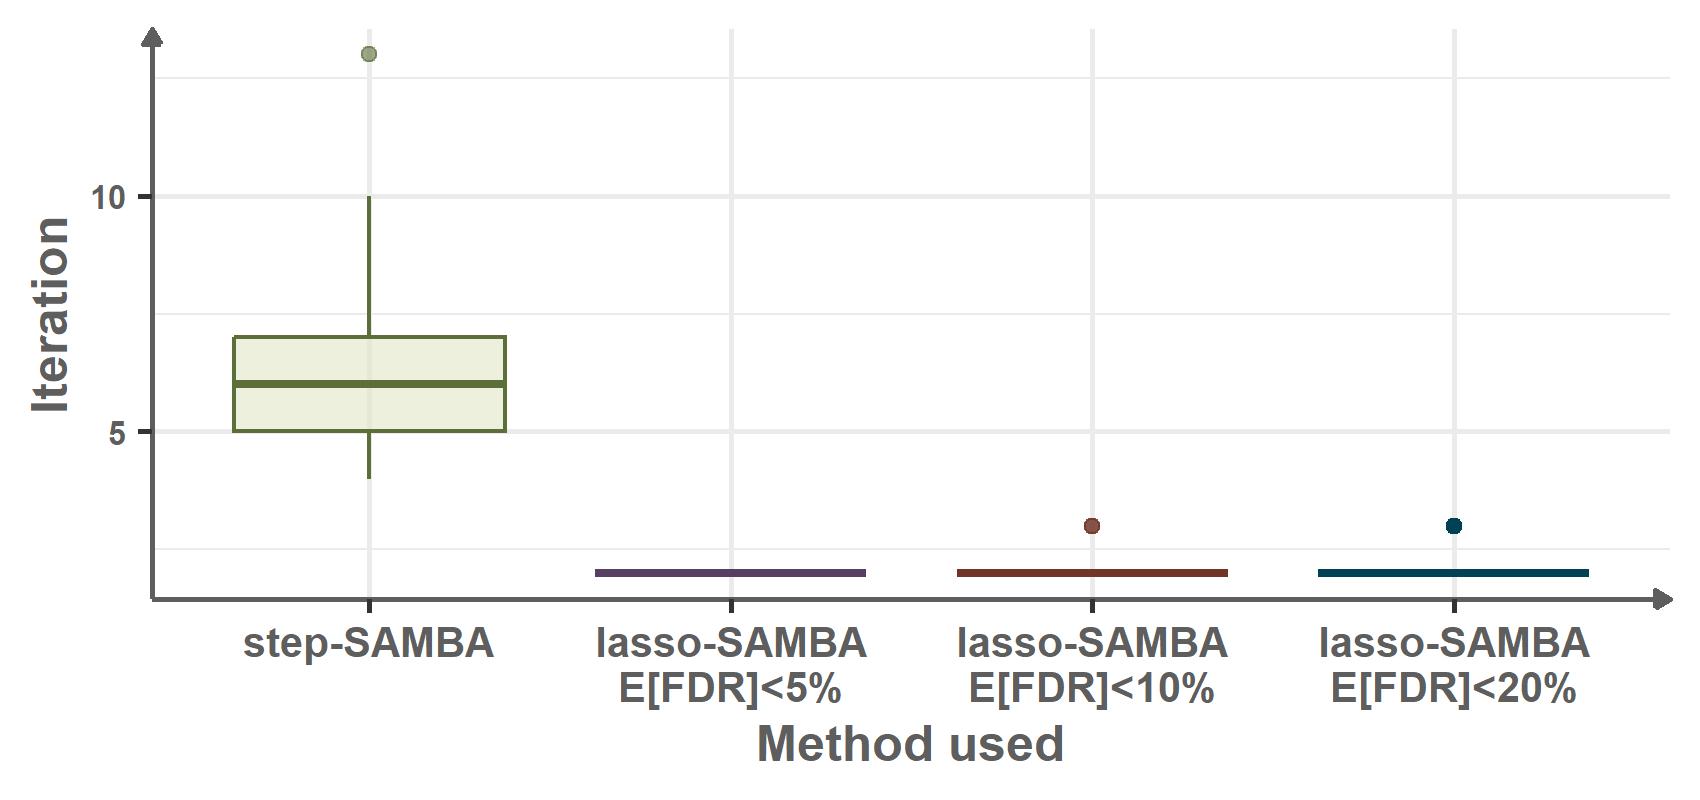 Iteration
10
5
step-SAMBA
lasso-SAMBA
E[FDR]<5%
lasso-SAMBA
E[FDR]<10%
lasso-SAMBA
E[FDR]<20%
Method used